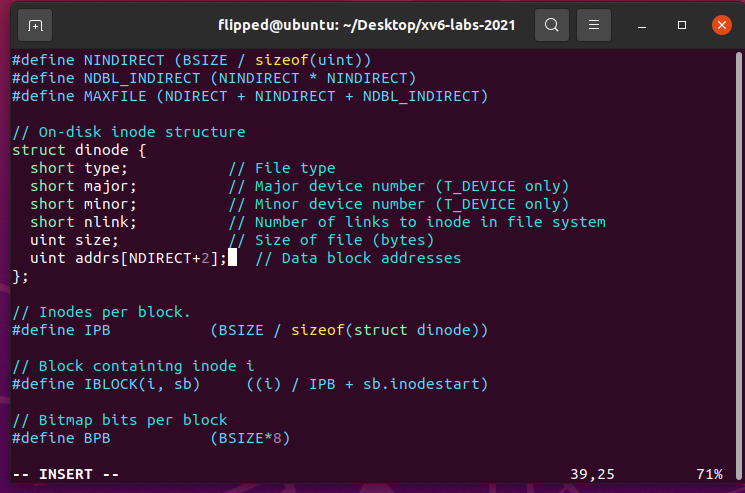 flipped@ubuntu: ~/Desktop/xv6-labs-2021
#define NINDIRECT (BSIZE / sizeof(uint))
#define NDBL_INDIRECT (NINDIRECT * NINDIRECT)
#define MAXFILE (NDIRECT + NINDIRECT + NDBL_INDIRECT)

// On-disk inode structure
struct dinode {
  short type;           // File type
  short major;          // Major device number (T_DEVICE only)
  short minor;          // Minor device number (T_DEVICE only)
  short nlink;          // Number of links to inode in file system
  uint size;            // Size of file (bytes)
  uint addrs[NDIRECT+2];   // Data block addresses
};

// Inodes per block.
#define IPB           (BSIZE / sizeof(struct dinode))

// Block containing inode i
#define IBLOCK(i, sb)     ((i) / IPB + sb.inodestart)

// Bitmap bits per block
#define BPB           (BSIZE*8)

-- INSERT --                                                  39,25         71%